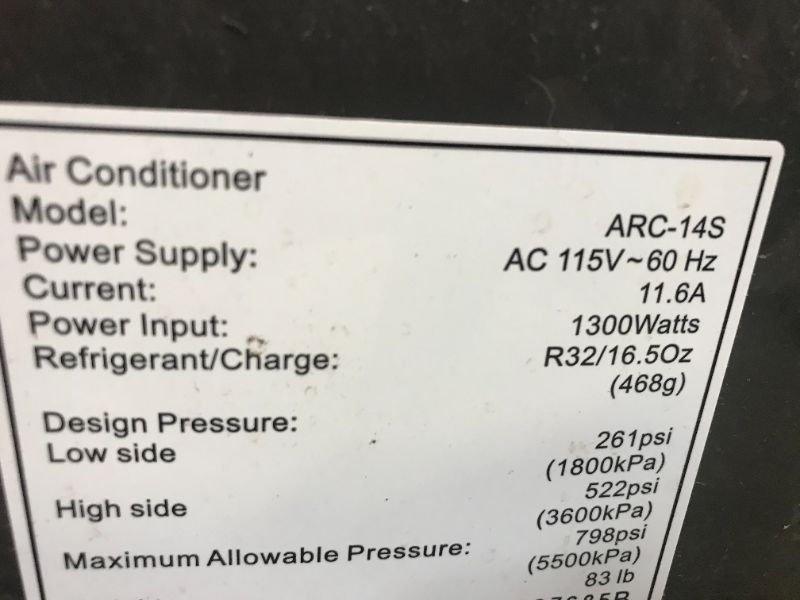 Air Conditioner
Model: ARC-14S
Power Supply: AC 115V~60 Hz
Current: 11.6A
Power Input: 1300Watts
Refrigerant/Charge: R32/16.5Oz
(468g)
Design Pressure:
Low side 261psi
(1800kPa)
High side 522psi
(3600kPa)
Maximum Allowable Pressure: 798psi
(5500kPa)
83 lb